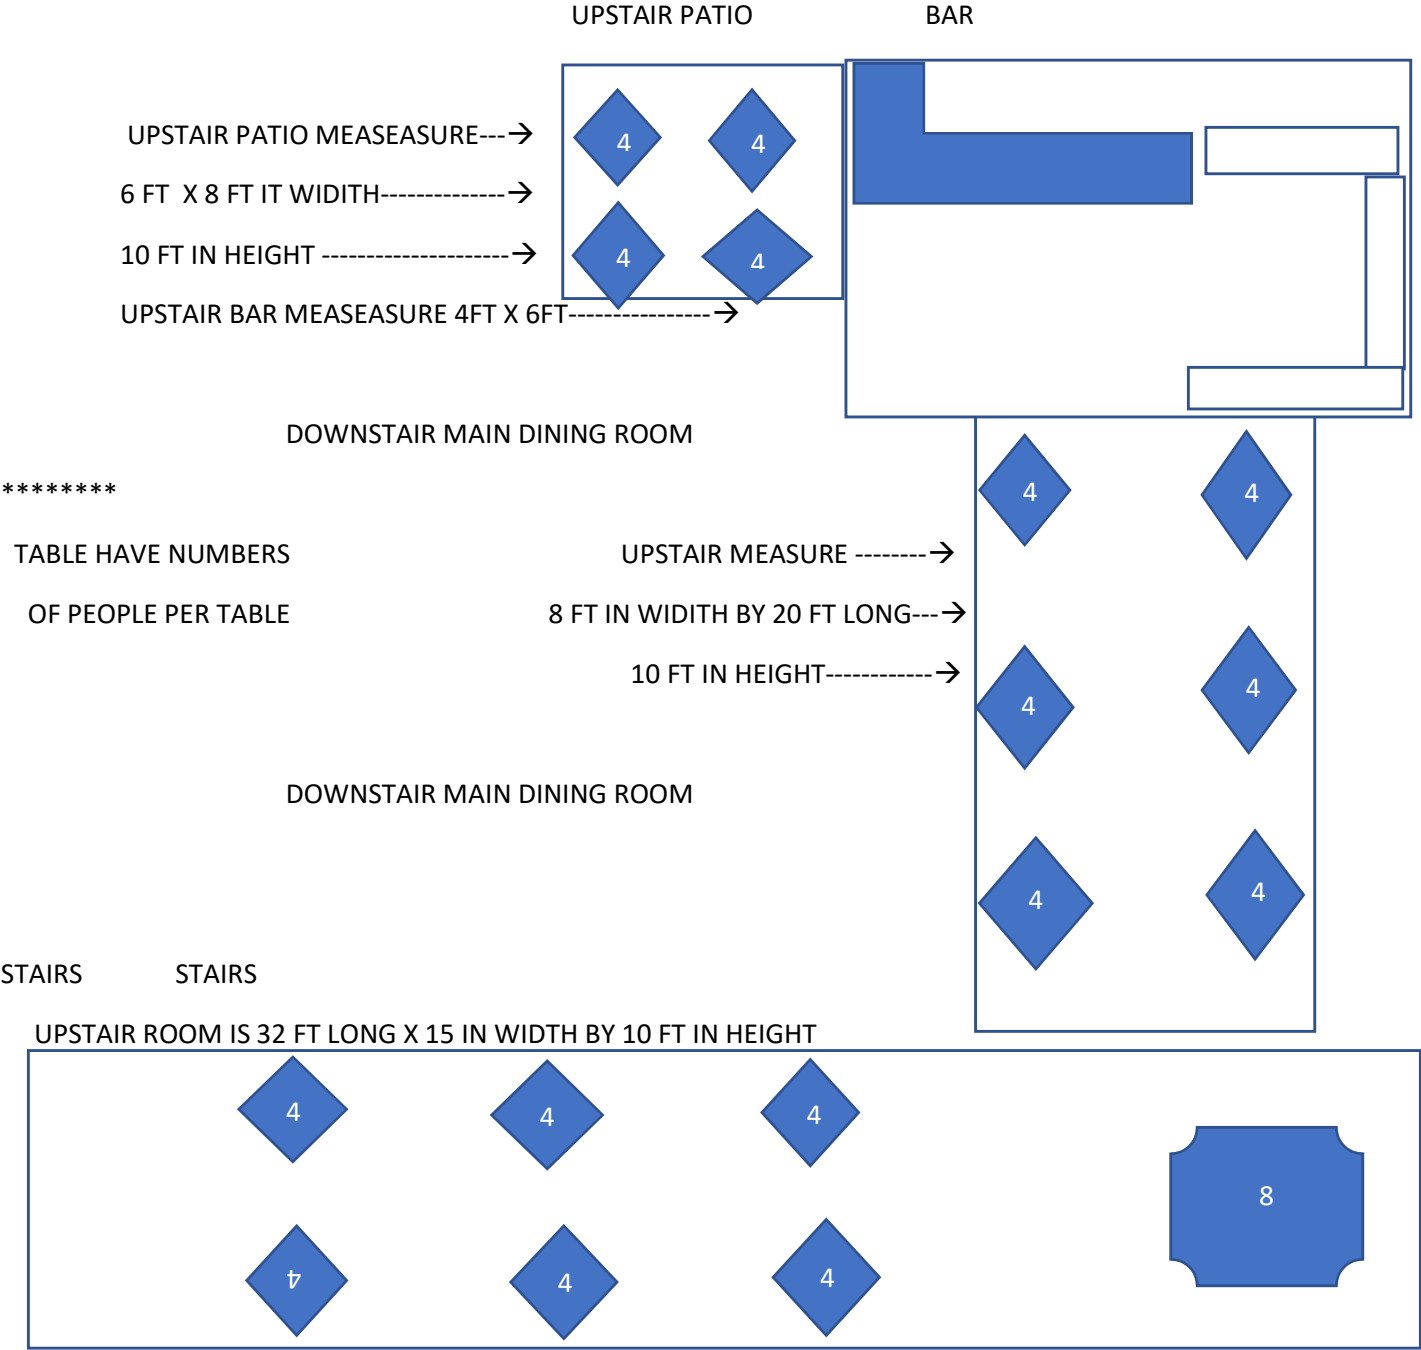 UPSTAIR PATIO BAR
4 4
UPSTAIR PATIO MEASEASURE---→
6 FT X 8 FT IT WIDITH--------------→
10 FT IN HEIGHT ---------------------→
4 4
UPSTAIR BAR MEASEASURE 4FT X 6FT----------------→
DOWNSTAIR MAIN DINING ROOM
********
4 4
TABLE HAVE NUMBERS UPSTAIR MEASURE --------→
OF PEOPLE PER TABLE 8 FT IN WIDITH BY 20 FT LONG---→
10 FT IN HEIGHT------------→
4 4
DOWNSTAIR MAIN DINING ROOM
4 4
STAIRS STAIRS
UPSTAIR ROOM IS 32 FT LONG X 15 IN WIDTH BY 10 FT IN HEIGHT
4 4 4
8
4 4 4